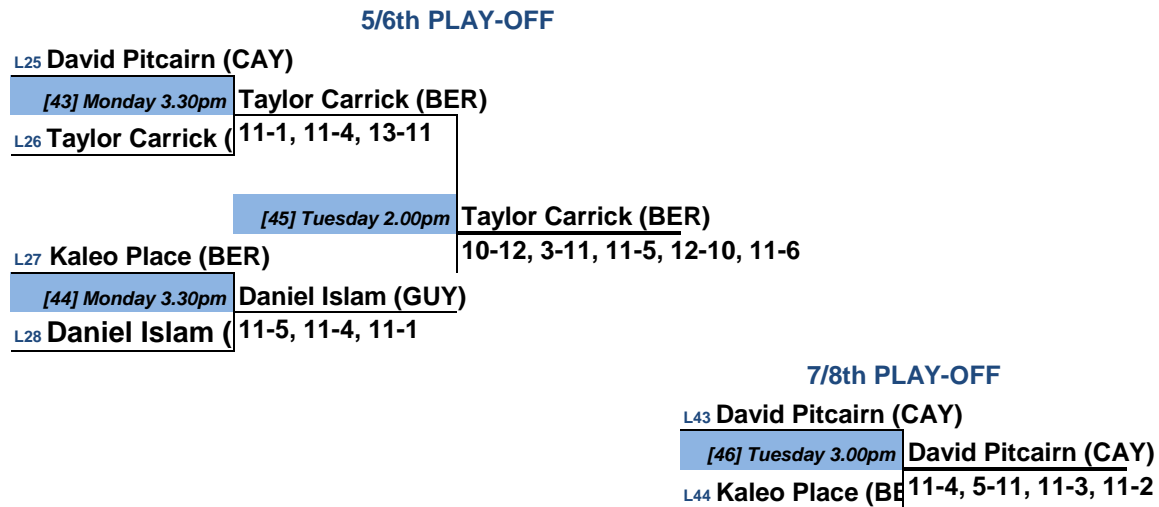 5/6th PLAY-OFF
L25 David Pitcairn (CAY)
[43] Monday 3.30pm Taylor Carrick (BER)
L26 Taylor Carrick ( 11-1, 11-4, 13-11
[45] Tuesday 2.00pm Taylor Carrick (BER)
10-12, 3-11, 11-5, 12-10, 11-6
L27 Kaleo Place (BER)
[44] Monday 3.30pm Daniel Islam (GUY)
L28 Daniel Islam ( 11-5, 11-4, 11-1
7/8th PLAY-OFF
L43 David Pitcairn (CAY)
[46] Tuesday 3.00pm David Pitcairn (CAY)
L44 Kaleo Place (BE 11-4, 5-11, 11-3, 11-2